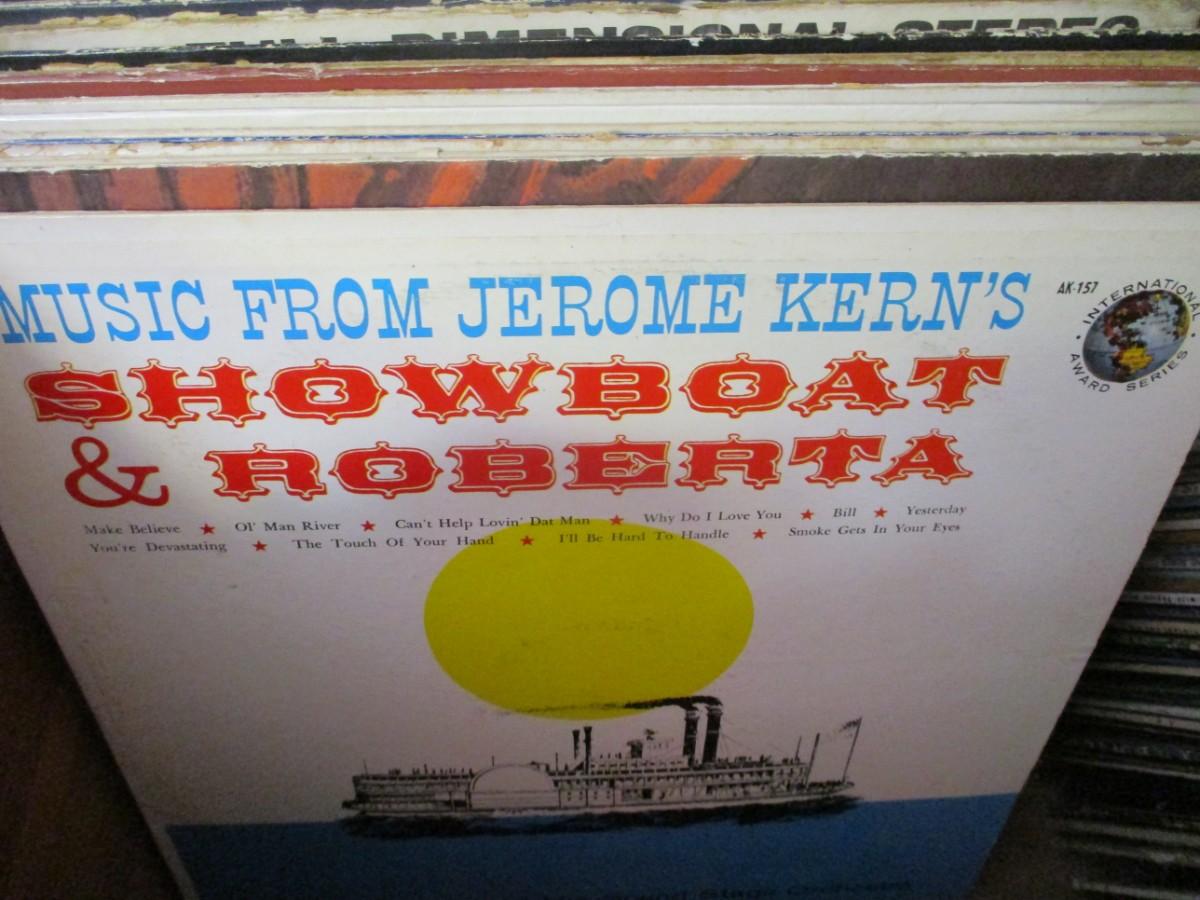 DIMENSIONAL STEREO
MUSIC FROM JEROME KERN'S
AK-157
INTERNATIONAL
AWARD SERIES
SHOWBOAT
& ROBERTA
Make Believe ★ Ol' Man River ★ Can't Help Lovin' Dat Man ★ Why Do I Love You ★ Bill ★ Yesterday
You're Devastating ★ The Touch Of Your Hand ★ I'll Be Hard To Handle ★ Smoke Gets In Your Eyes